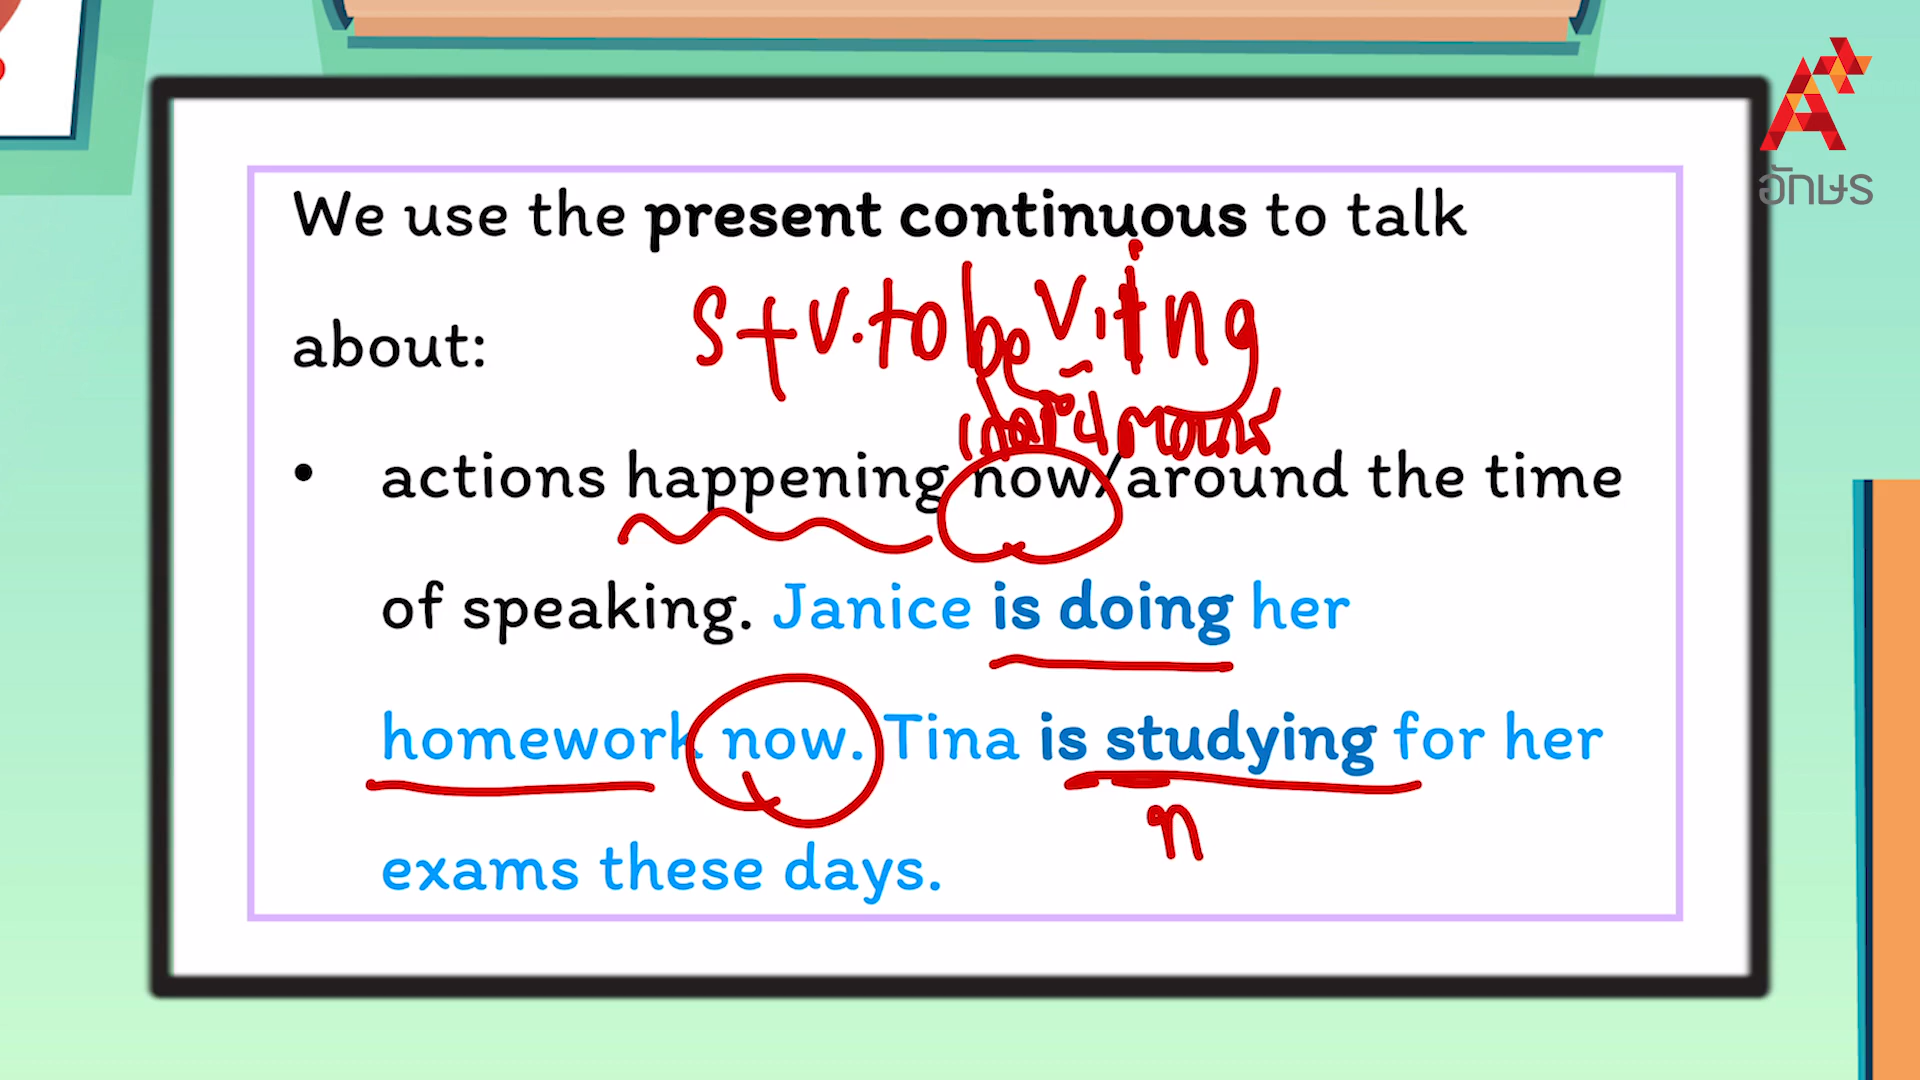 We use the present continuous to talk
about:
S + V.to be V.ing
• actions happening now/around the time
of speaking. Janice is doing her
homework now. Tina is studying for her
exams these days.
อักษร